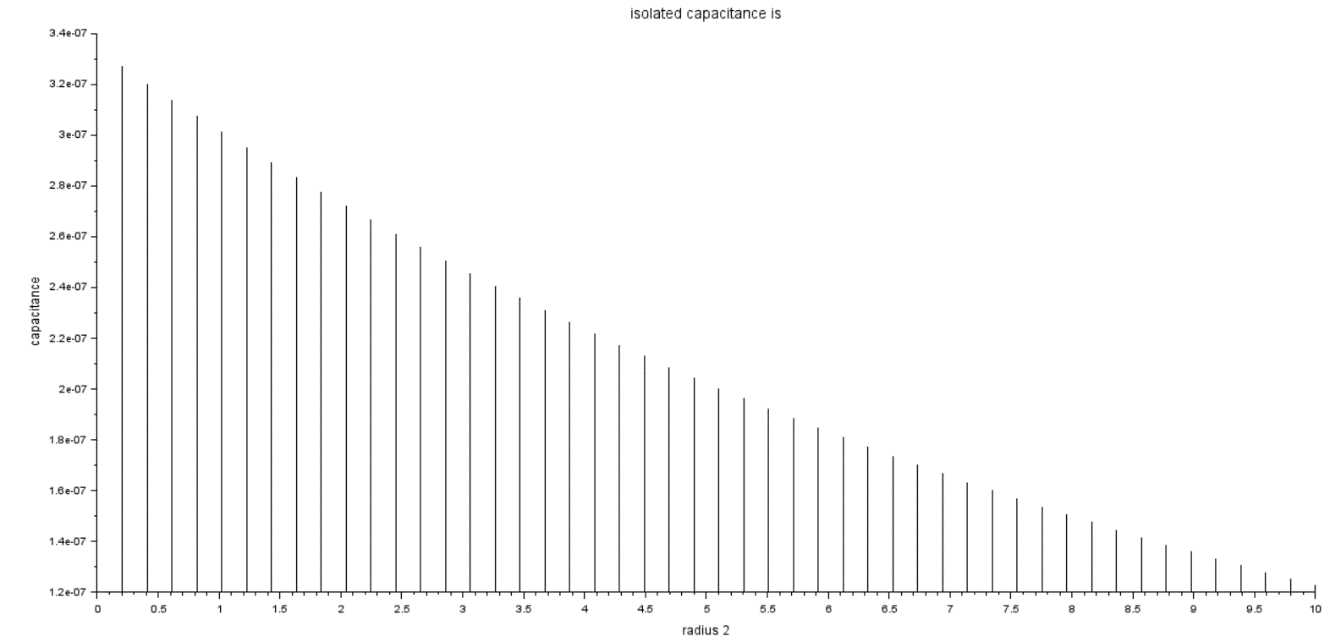 isolated capacitance is
3.4e-07
3.2e-07
3e-07
2.8e-07
2.6e-07
2.4e-07
2.2e-07
2e-07
1.8e-07
1.6e-07
1.4e-07
1.2e-07
capacitance
0 0.5 1 1.5 2 2.5 3 3.5 4 4.5 5 5.5 6 6.5 7 7.5 8 8.5 9 9.5 10
radius 2